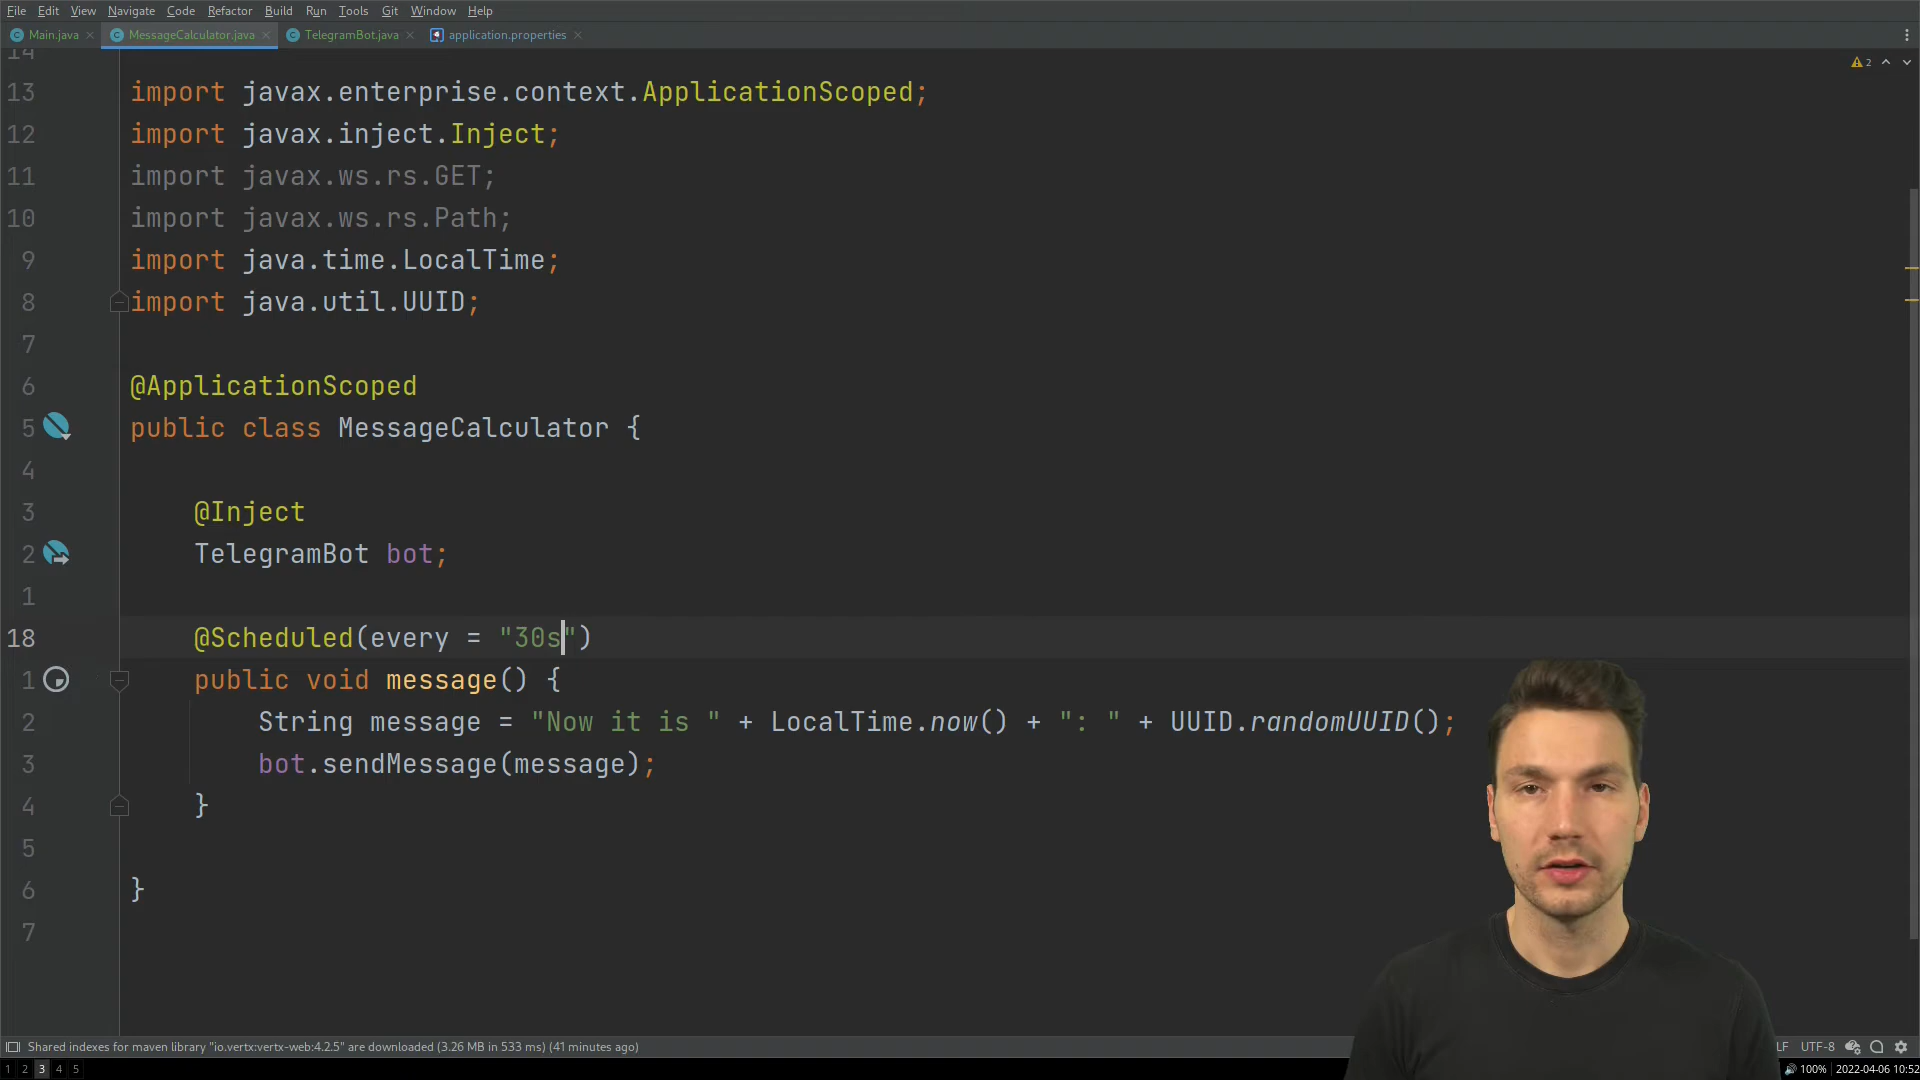 File Edit View Navigate Code Refactor Build Run Tools Git Window Help
Main.java MessageCalculator.java TelegramBot.java application.properties
14
2
13 import javax.enterprise.context.ApplicationScoped;
12 import javax.inject.Inject;
11 import javax.ws.rs.GET;
10 import javax.ws.rs.Path;
9 import java.time.LocalTime;
8 import java.util.UUID;
7
6 @ApplicationScoped
5 public class MessageCalculator {
4
3 @Inject
2 TelegramBot bot;
1
18 @Scheduled(every = "30s")
1 public void message() {
2 String message = "Now it is " + LocalTime.now() + ": " + UUID.randomUUID();
3 bot.sendMessage(message);
4 }
5
6 }
7
Shared indexes for maven library "io.vertx:vertx-web:4.2.5" are downloaded (3.26 MB in 533 ms) (41 minutes ago) LF UTF-8
1 2 3 4 5 100% 2022-04-06 10:52